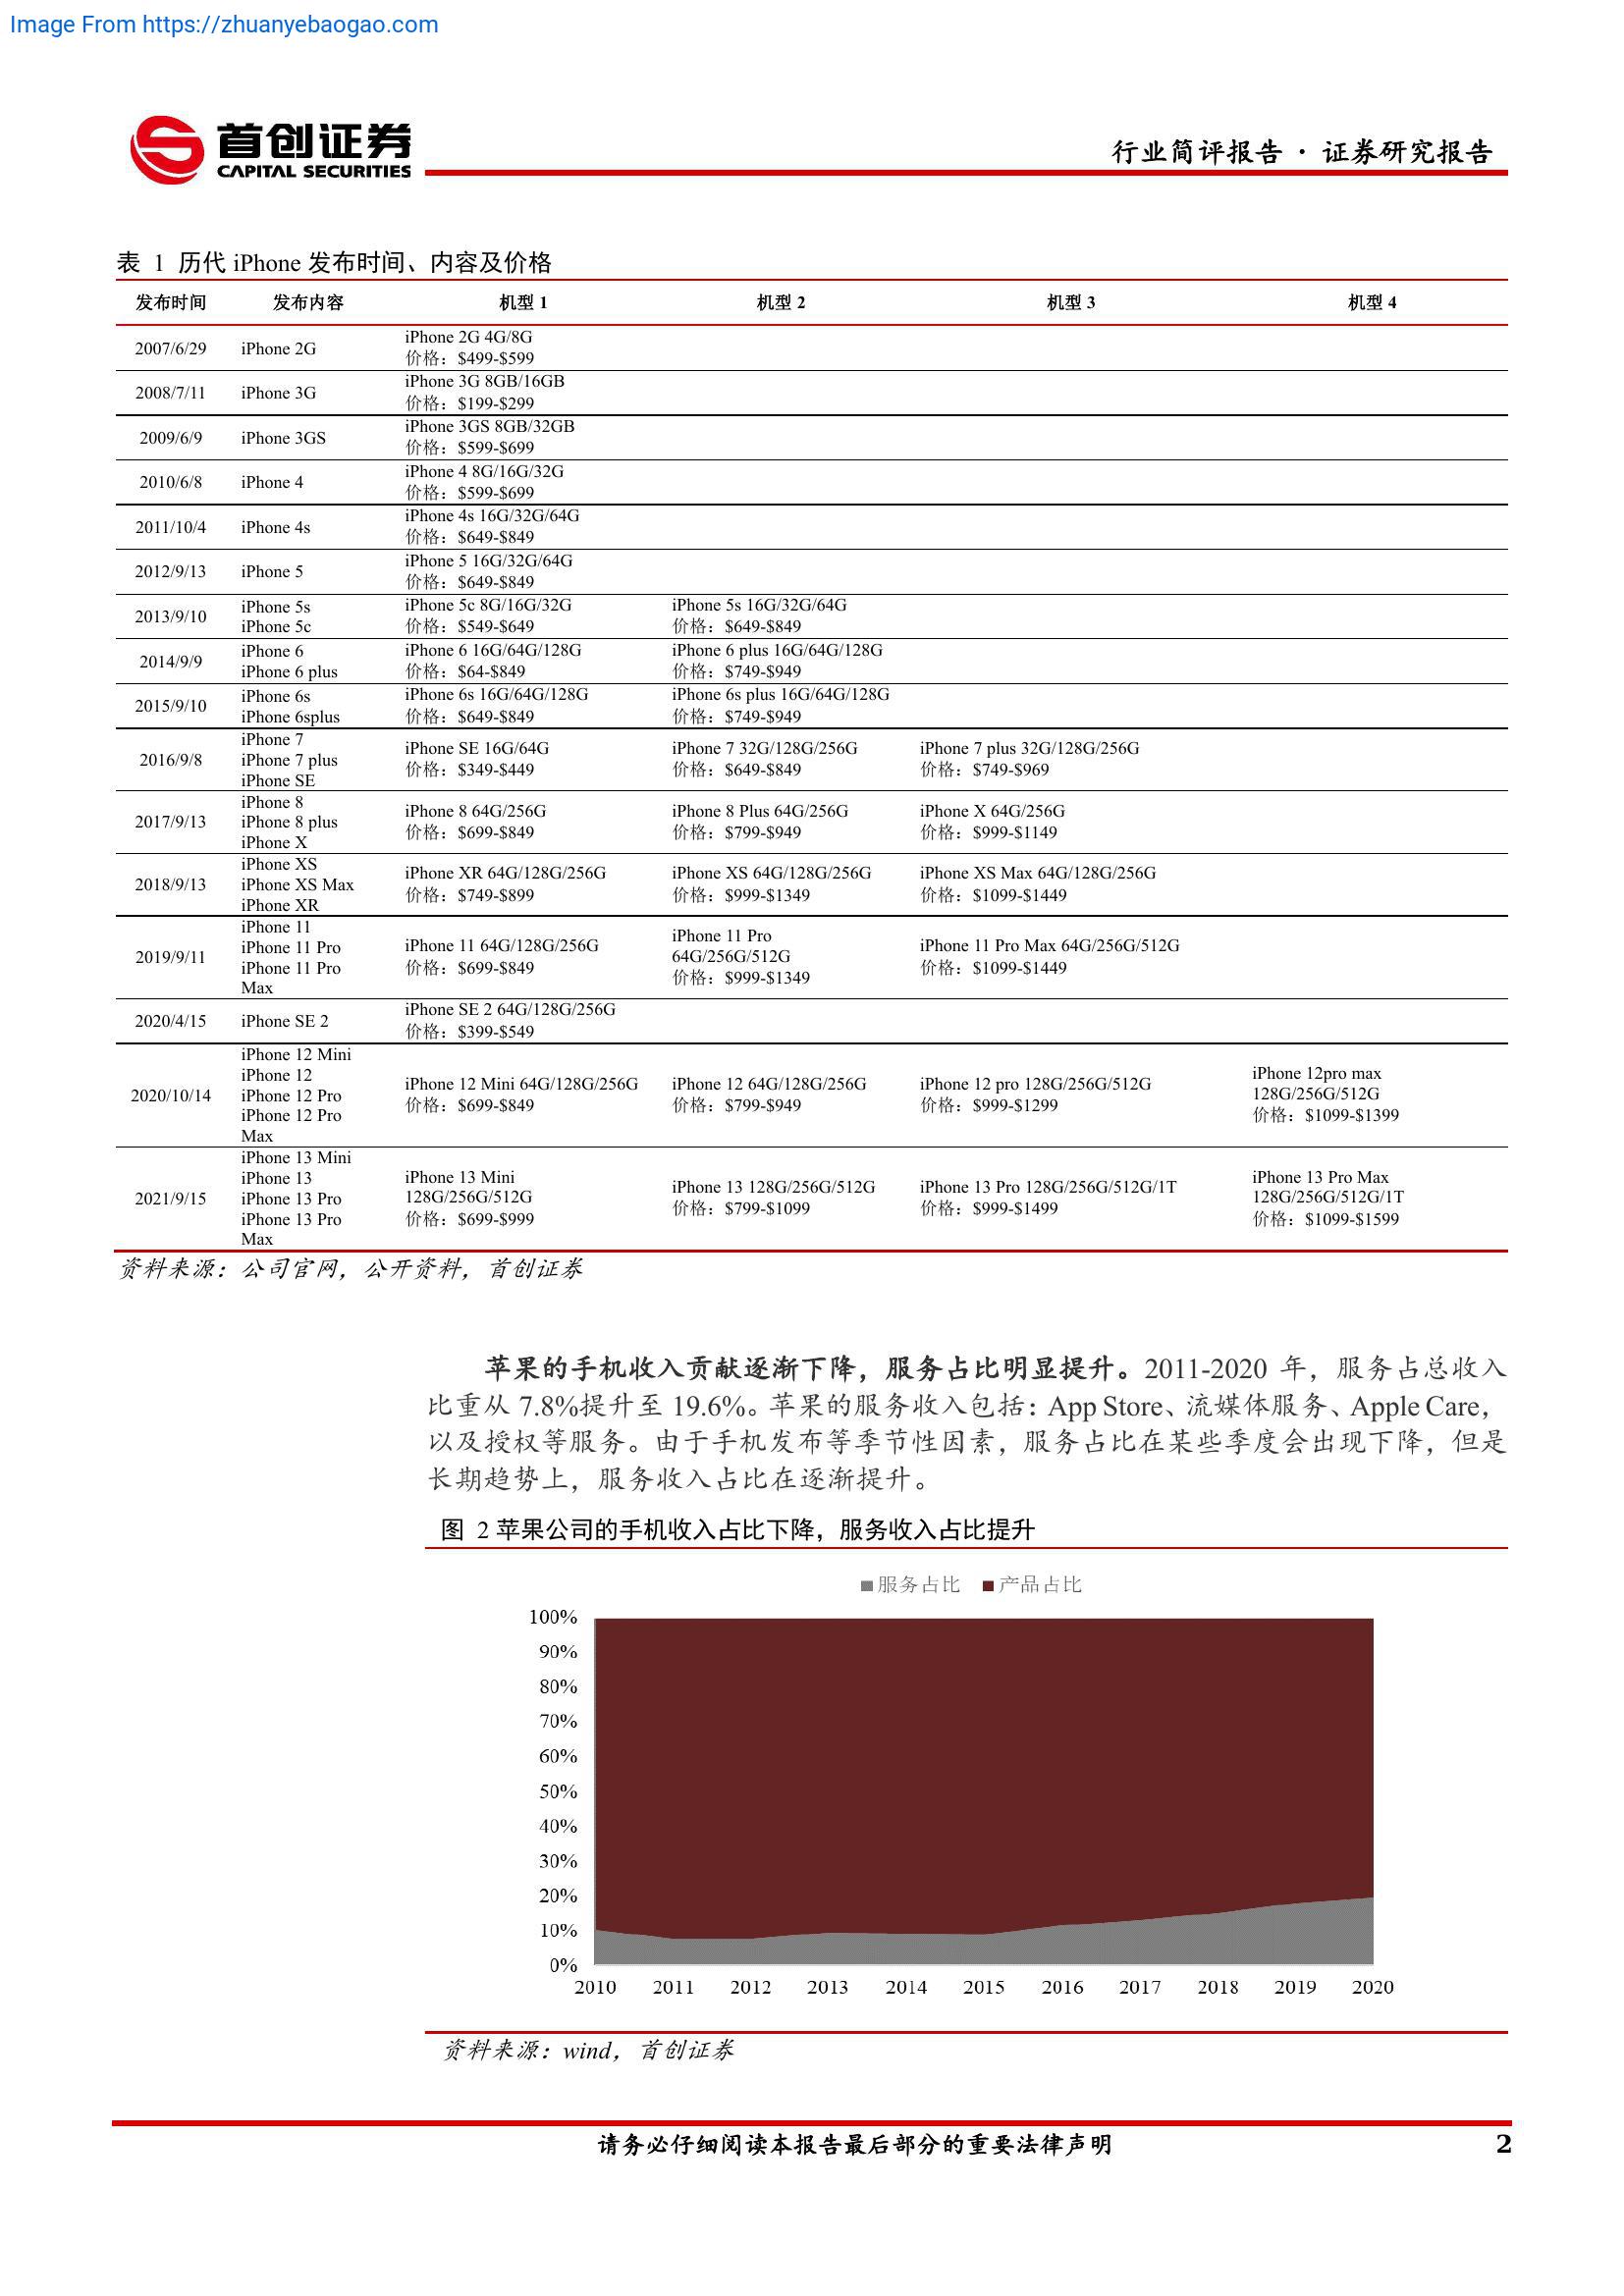 Image From https://zhuanyebaogao.com
首创证券
CAPITAL SECURITIES
行业简评报告 · 证券研究报告
表 1 历代 iPhone 发布时间、内容及价格
发布时间 发布内容 机型 1 机型 2 机型 3 机型 4
2007/6/29 iPhone 2G iPhone 2G 4G/8G
价格：$499-$599
2008/7/11 iPhone 3G iPhone 3G 8GB/16GB
价格：$199-$299
2009/6/9 iPhone 3GS iPhone 3GS 8GB/32GB
价格：$599-$699
2010/6/8 iPhone 4 iPhone 4 8G/16G/32G
价格：$599-$699
2011/10/4 iPhone 4s iPhone 4s 16G/32G/64G
价格：$649-$849
2012/9/13 iPhone 5 iPhone 5 16G/32G/64G
价格：$649-$849
2013/9/10
iPhone 5s
iPhone 5c
iPhone 5c 8G/16G/32G
价格：$549-$649
iPhone 5s 16G/32G/64G
价格：$649-$849
2014/9/9
iPhone 6
iPhone 6 plus
iPhone 6 16G/64G/128G
价格：$64-$849
iPhone 6 plus 16G/64G/128G
价格：$749-$949
2015/9/10
iPhone 6s
iPhone 6splus
iPhone 6s 16G/64G/128G
价格：$649-$849
iPhone 6s plus 16G/64G/128G
价格：$749-$949
2016/9/8
iPhone 7
iPhone 7 plus
iPhone SE
iPhone SE 16G/64G
价格：$349-$449
iPhone 7 32G/128G/256G
价格：$649-$849
iPhone 7 plus 32G/128G/256G
价格：$749-$969
2017/9/13
iPhone 8
iPhone 8 plus
iPhone X
iPhone 8 64G/256G
价格：$699-$849
iPhone 8 Plus 64G/256G
价格：$799-$949
iPhone X 64G/256G
价格：$999-$1149
2018/9/13
iPhone XS
iPhone XS Max
iPhone XR
iPhone XR 64G/128G/256G
价格：$749-$899
iPhone XS 64G/128G/256G
价格：$999-$1349
iPhone XS Max 64G/128G/256G
价格：$1099-$1449
2019/9/11
iPhone 11
iPhone 11 Pro
iPhone 11 Pro
Max
iPhone 11 64G/128G/256G
价格：$699-$849
iPhone 11 Pro
64G/256G/512G
价格：$999-$1349
iPhone 11 Pro Max 64G/256G/512G
价格：$1099-$1449
2020/4/15 iPhone SE 2 iPhone SE 2 64G/128G/256G
价格：$399-$549
2020/10/14
iPhone 12 Mini
iPhone 12
iPhone 12 Pro
iPhone 12 Pro
Max
iPhone 12 Mini 64G/128G/256G
价格：$699-$849
iPhone 12 64G/128G/256G
价格：$799-$949
iPhone 12 pro 128G/256G/512G
价格：$999-$1299
iPhone 12pro max
128G/256G/512G
价格：$1099-$1399
2021/9/15
iPhone 13 Mini
iPhone 13
iPhone 13 Pro
iPhone 13 Pro
Max
iPhone 13 Mini
128G/256G/512G
价格：$699-$999
iPhone 13 128G/256G/512G
价格：$799-$1099
iPhone 13 Pro 128G/256G/512G/1T
价格：$999-$1499
iPhone 13 Pro Max
128G/256G/512G/1T
价格：$1099-$1599
资料来源：公司官网，公开资料，首创证券
苹果的手机收入贡献逐渐下降，服务占比明显提升。2011-2020 年，服务占总收入
比重从 7.8%提升至 19.6%。苹果的服务收入包括：App Store、流媒体服务、Apple Care，
以及授权等服务。由于手机发布等季节性因素，服务占比在某些季度会出现下降，但是
长期趋势上，服务收入占比在逐渐提升。
图 2 苹果公司的手机收入占比下降，服务收入占比提升
服务占比 产品占比
100%
90%
80%
70%
60%
50%
40%
30%
20%
10%
0%
2010 2011 2012 2013 2014 2015 2016 2017 2018 2019 2020
资料来源：wind，首创证券
请务必仔细阅读本报告最后部分的重要法律声明 2